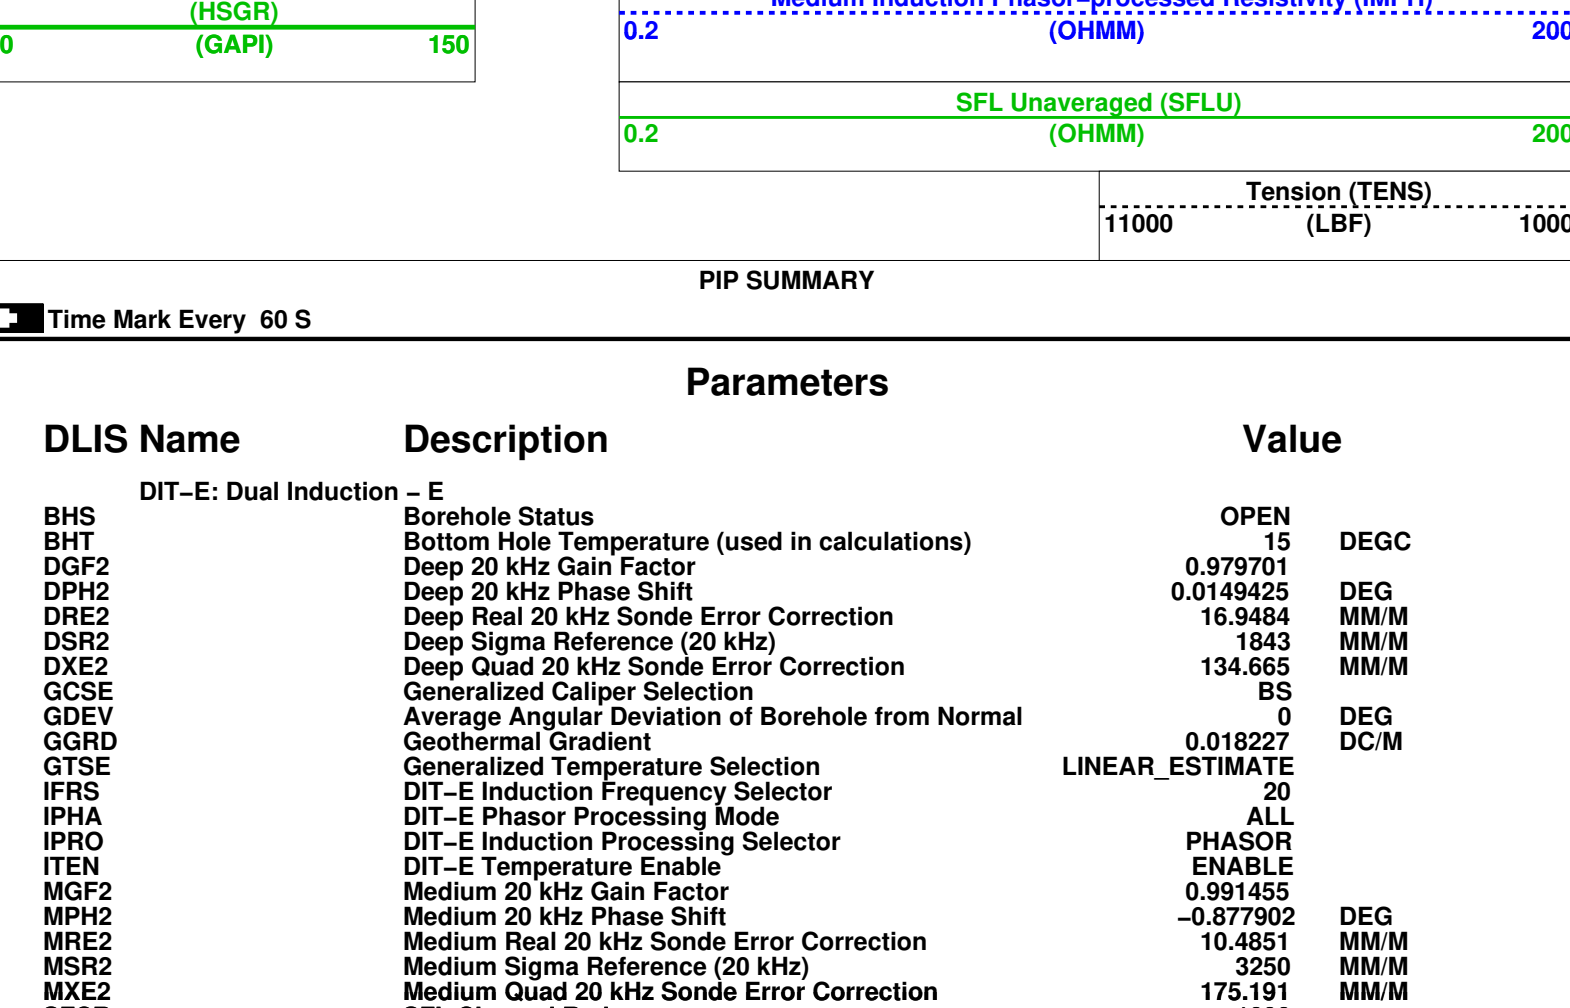 (HSGR)
0 (GAPI) 150
Medium Induction Phasor−processed Resistivity (IMPH)
0.2 (OHMM) 200
SFL Unaveraged (SFLU)
0.2 (OHMM) 200
Tension (TENS)
11000 (LBF) 1000
PIP SUMMARY
Time Mark Every 60 S
Parameters
DLIS Name Description Value
DIT−E: Dual Induction − E
BHS Borehole Status OPEN
BHT Bottom Hole Temperature (used in calculations) 15 DEGC
DGF2 Deep 20 kHz Gain Factor 0.979701
DPH2 Deep 20 kHz Phase Shift 0.0149425 DEG
DRE2 Deep Real 20 kHz Sonde Error Correction 16.9484 MM/M
DSR2 Deep Sigma Reference (20 kHz) 1843 MM/M
DXE2 Deep Quad 20 kHz Sonde Error Correction 134.665 MM/M
GCSE Generalized Caliper Selection BS
GDEV Average Angular Deviation of Borehole from Normal 0 DEG
GGRD Geothermal Gradient 0.018227 DC/M
GTSE Generalized Temperature Selection LINEAR_ESTIMATE
IFRS DIT−E Induction Frequency Selector 20
IPHA DIT−E Phasor Processing Mode ALL
IPRO DIT−E Induction Processing Selector PHASOR
ITEN DIT−E Temperature Enable ENABLE
MGF2 Medium 20 kHz Gain Factor 0.991455
MPH2 Medium 20 kHz Phase Shift −0.877902 DEG
MRE2 Medium Real 20 kHz Sonde Error Correction 10.4851 MM/M
MSR2 Medium Sigma Reference (20 kHz) 3250 MM/M
MXE2 Medium Quad 20 kHz Sonde Error Correction 175.191 MM/M